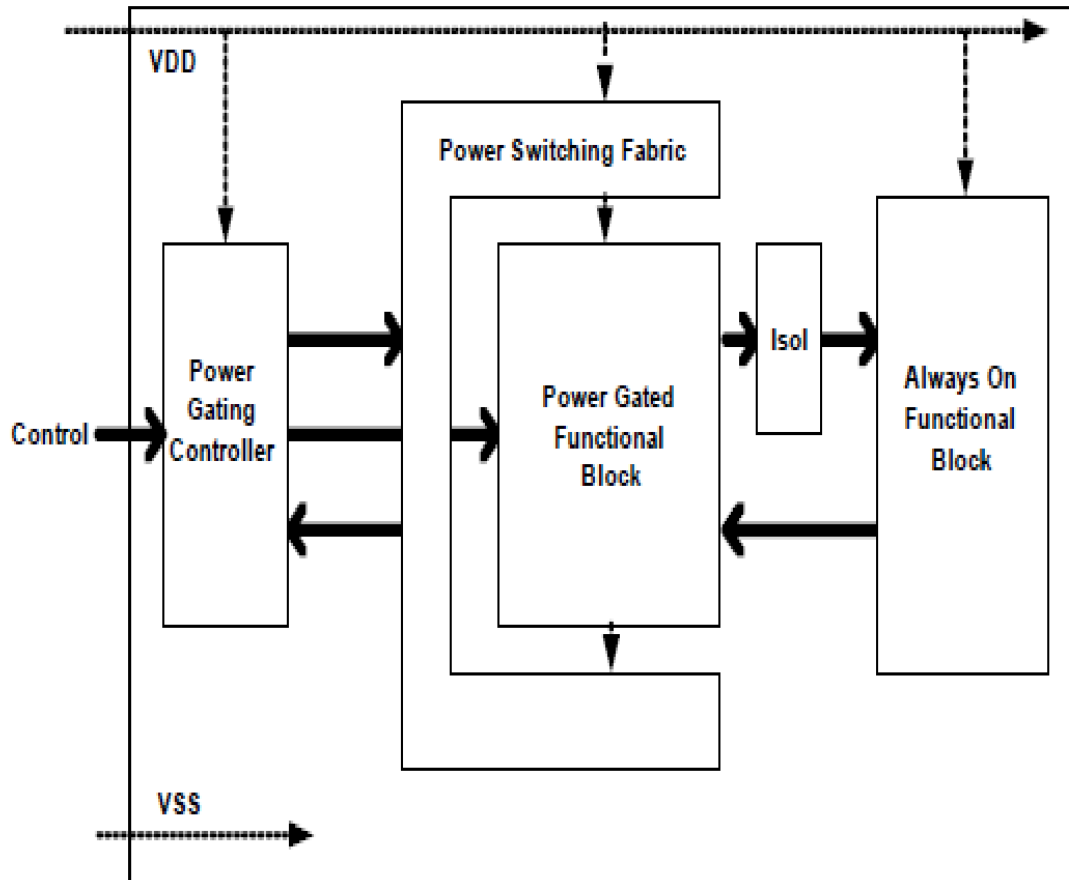 VDD
Power Switching Fabric
Control
Power
Gating
Controller
Power Gated
Functional
Block
Isol
Always On
Functional
Block
VSS